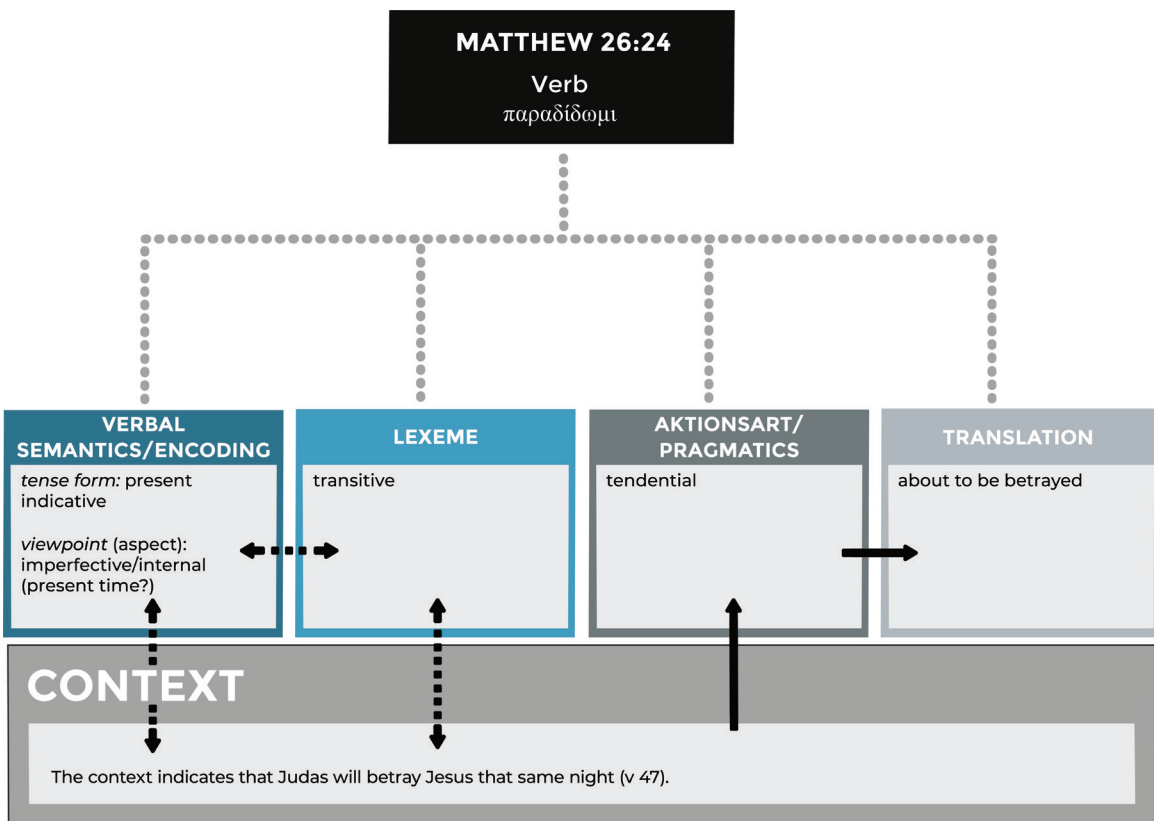 MATTHEW 26:24
Verb
παραδίδωμι
VERBAL
SEMANTICS/ENCODING
tense form: present
indicative
viewpoint (aspect):
imperfective/internal
(present time?)
LEXEME
transitive
AKTIONSART/
PRAGMATICS
tendential
TRANSLATION
about to be betrayed
CONTEXT
The context indicates that Judas will betray Jesus that same night (v 47).